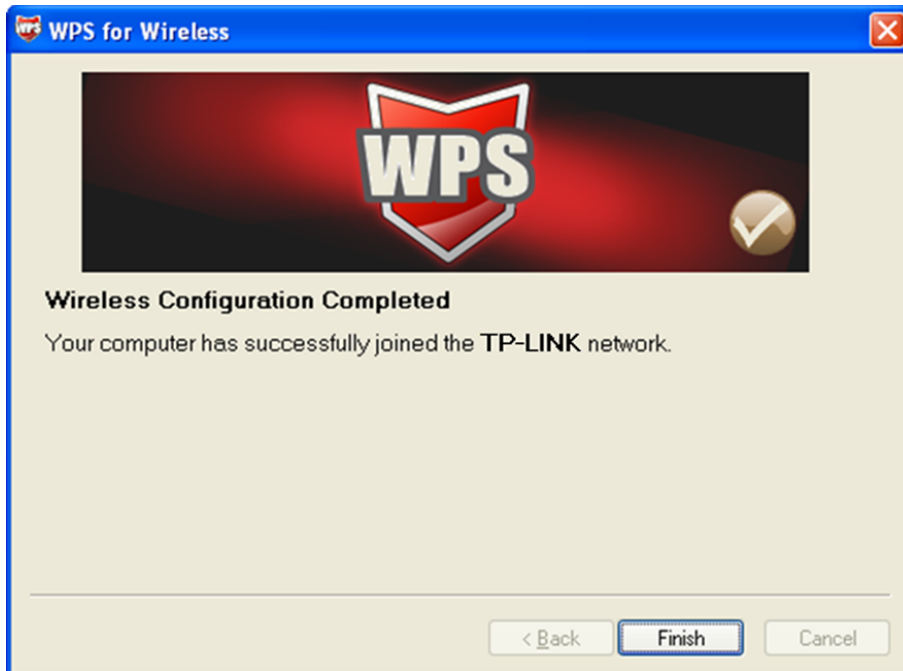 WPS WPS for Wireless
WPS
Wireless Configuration Completed
Your computer has successfully joined the TP-LINK network.
< Back Finish Cancel